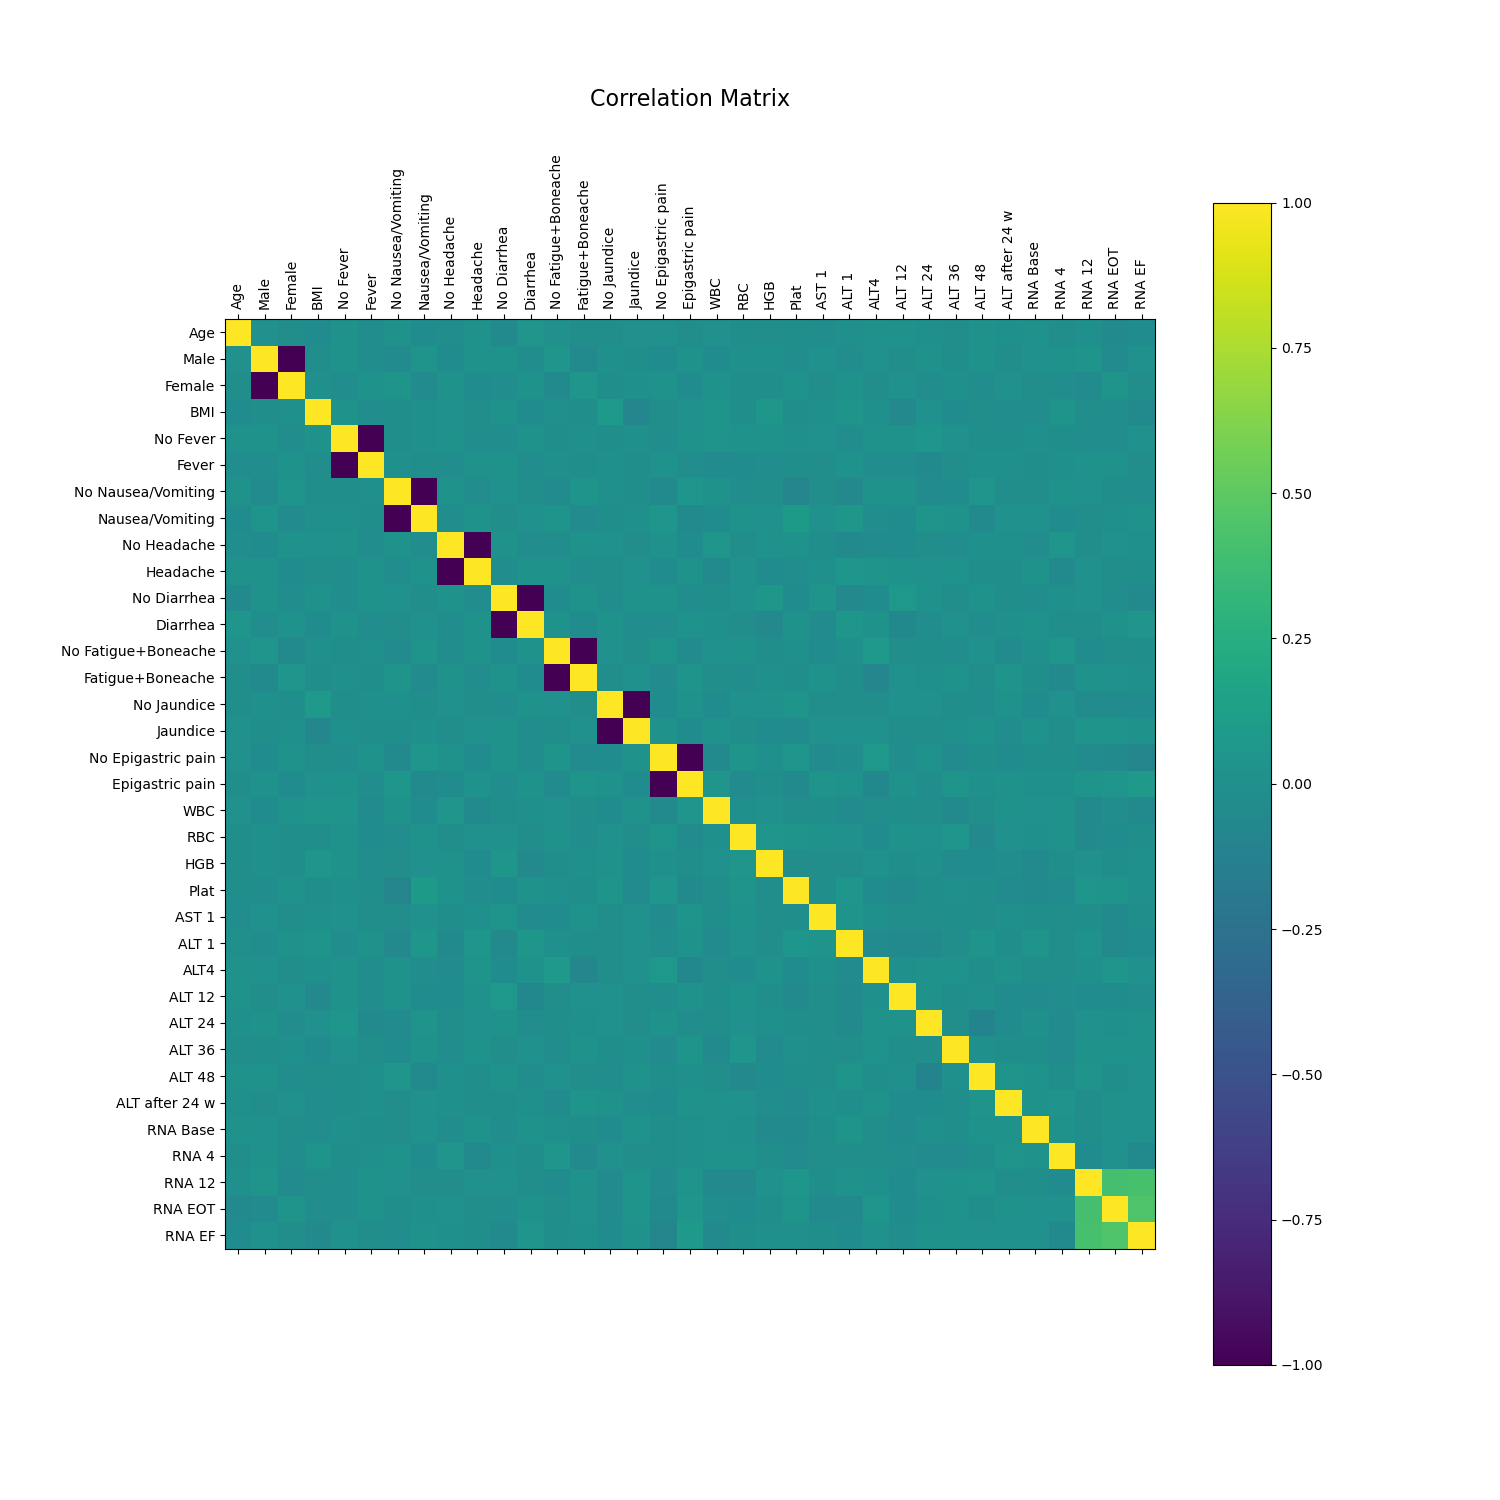 Correlation Matrix
Age
Male
Female
BMI
No Fever
Fever
No Nausea/Vomiting
Nausea/Vomiting
No Headache
Headache
No Diarrhea
Diarrhea
No Fatigue+Boneache
Fatigue+Boneache
No Jaundice
Jaundice
No Epigastric pain
Epigastric pain
WBC
RBC
HGB
Plat
AST 1
ALT 1
ALT4
ALT 12
ALT 24
ALT 36
ALT 48
ALT after 24 w
RNA Base
RNA 4
RNA 12
RNA EOT
RNA EF
Age
Male
Female
BMI
No Fever
Fever
No Nausea/Vomiting
Nausea/Vomiting
No Headache
Headache
No Diarrhea
Diarrhea
No Fatigue+Boneache
Fatigue+Boneache
No Jaundice
Jaundice
No Epigastric pain
Epigastric pain
WBC
RBC
HGB
Plat
AST 1
ALT 1
ALT4
ALT 12
ALT 24
ALT 36
ALT 48
ALT after 24 w
RNA Base
RNA 4
RNA 12
RNA EOT
RNA EF
1.00
0.75
0.50
0.25
0.00
−0.25
−0.50
−0.75
−1.00